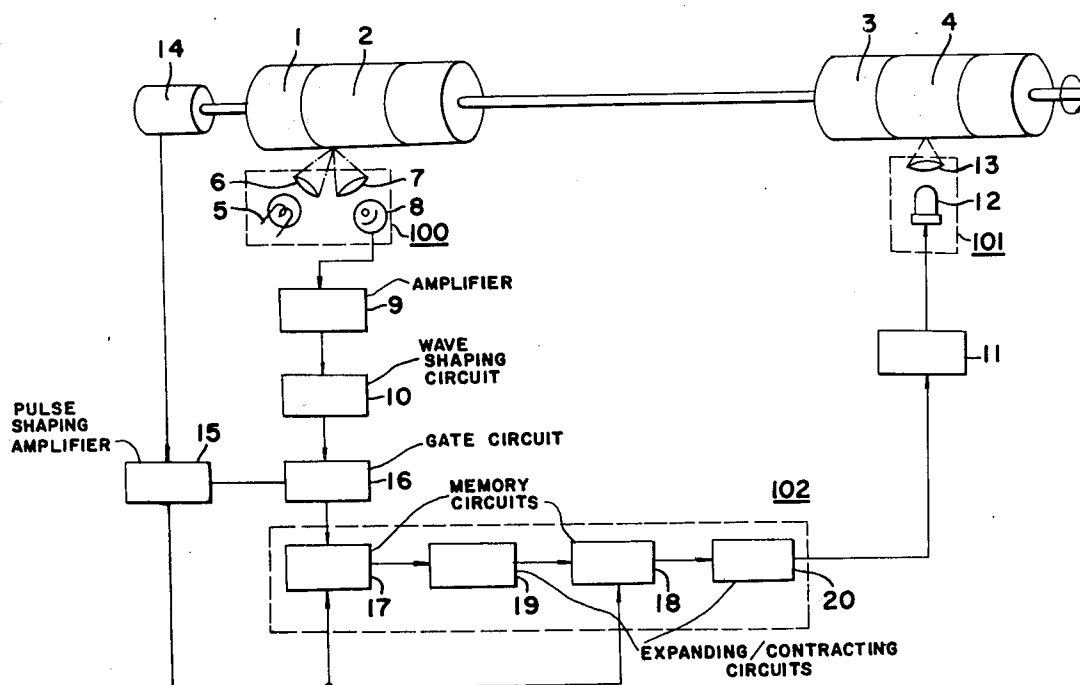 1
2
3
4
14
6
7
5
8
100
13
12
101
AMPLIFIER
9
WAVE
SHAPING
CIRCUIT
10
11
PULSE
SHAPING
AMPLIFIER
15
GATE CIRCUIT
16
MEMORY
CIRCUITS
102
17
19
18
20
EXPANDING/CONTRACTING
CIRCUITS